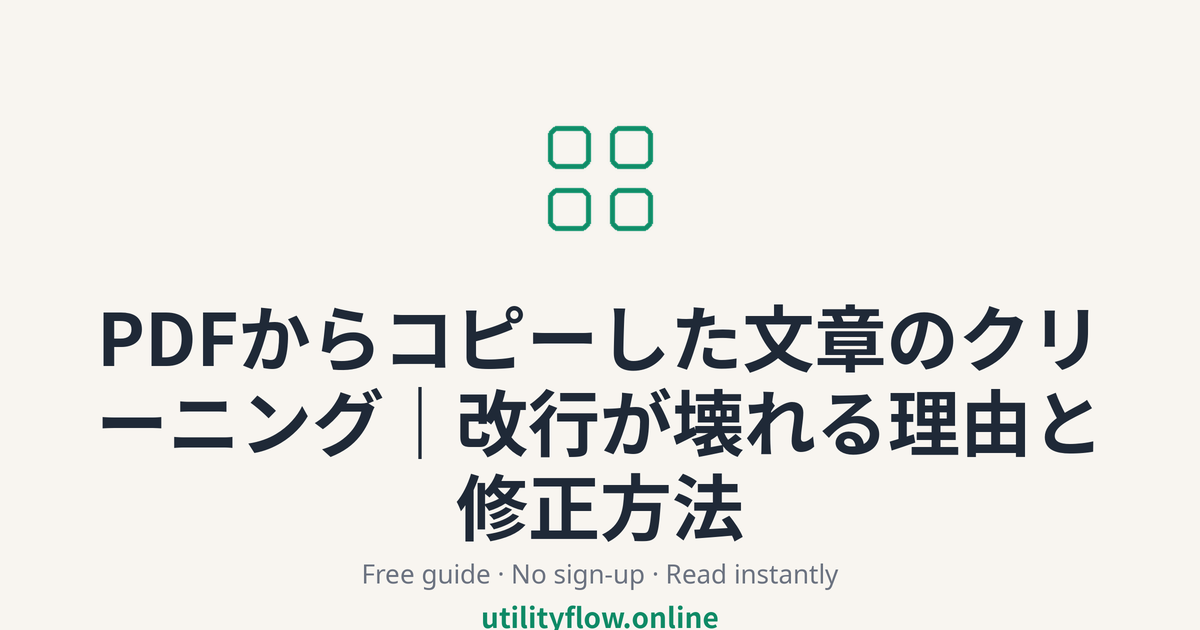 PDFからコピーした文章のクリ
ーニング｜改行が壊れる理由と
修正方法
Free guide · No sign-up · Read instantly
utilityflow.online